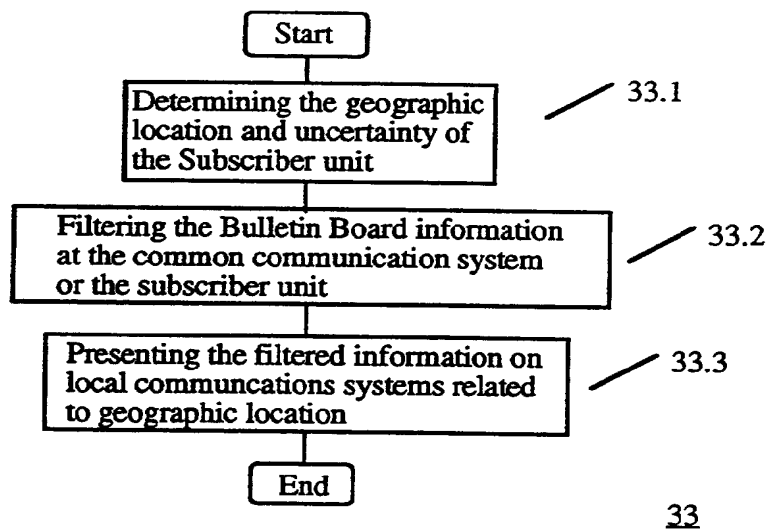 Start
Determining the geographic
location and uncertainty of
the Subscriber unit
33.1
Filtering the Bulletin Board information
at the common communication system
or the subscriber unit
33.2
Presenting the filtered information on
local communcations systems related
to geographic location
33.3
End
33